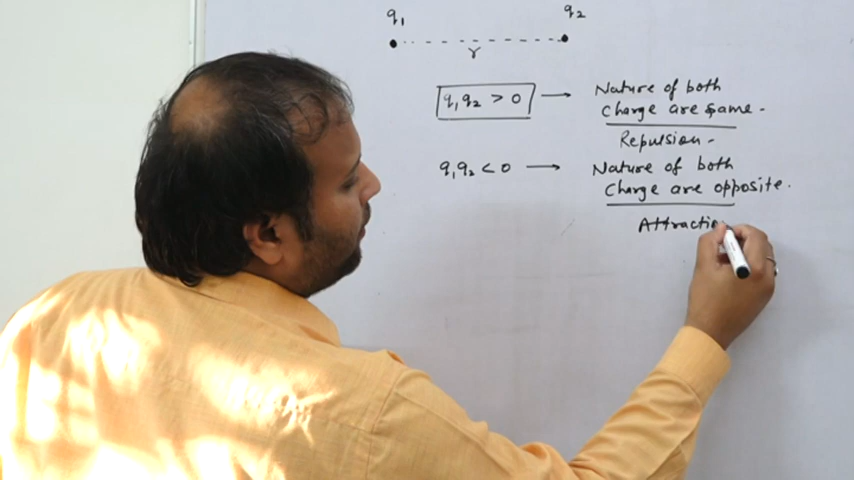 q₁ q₂
r
q₁q₂ > 0 → Nature of both
Charge are same.
Repulsion.
q₁q₂ < 0 → Nature of both
Charge are opposite.
Attractio